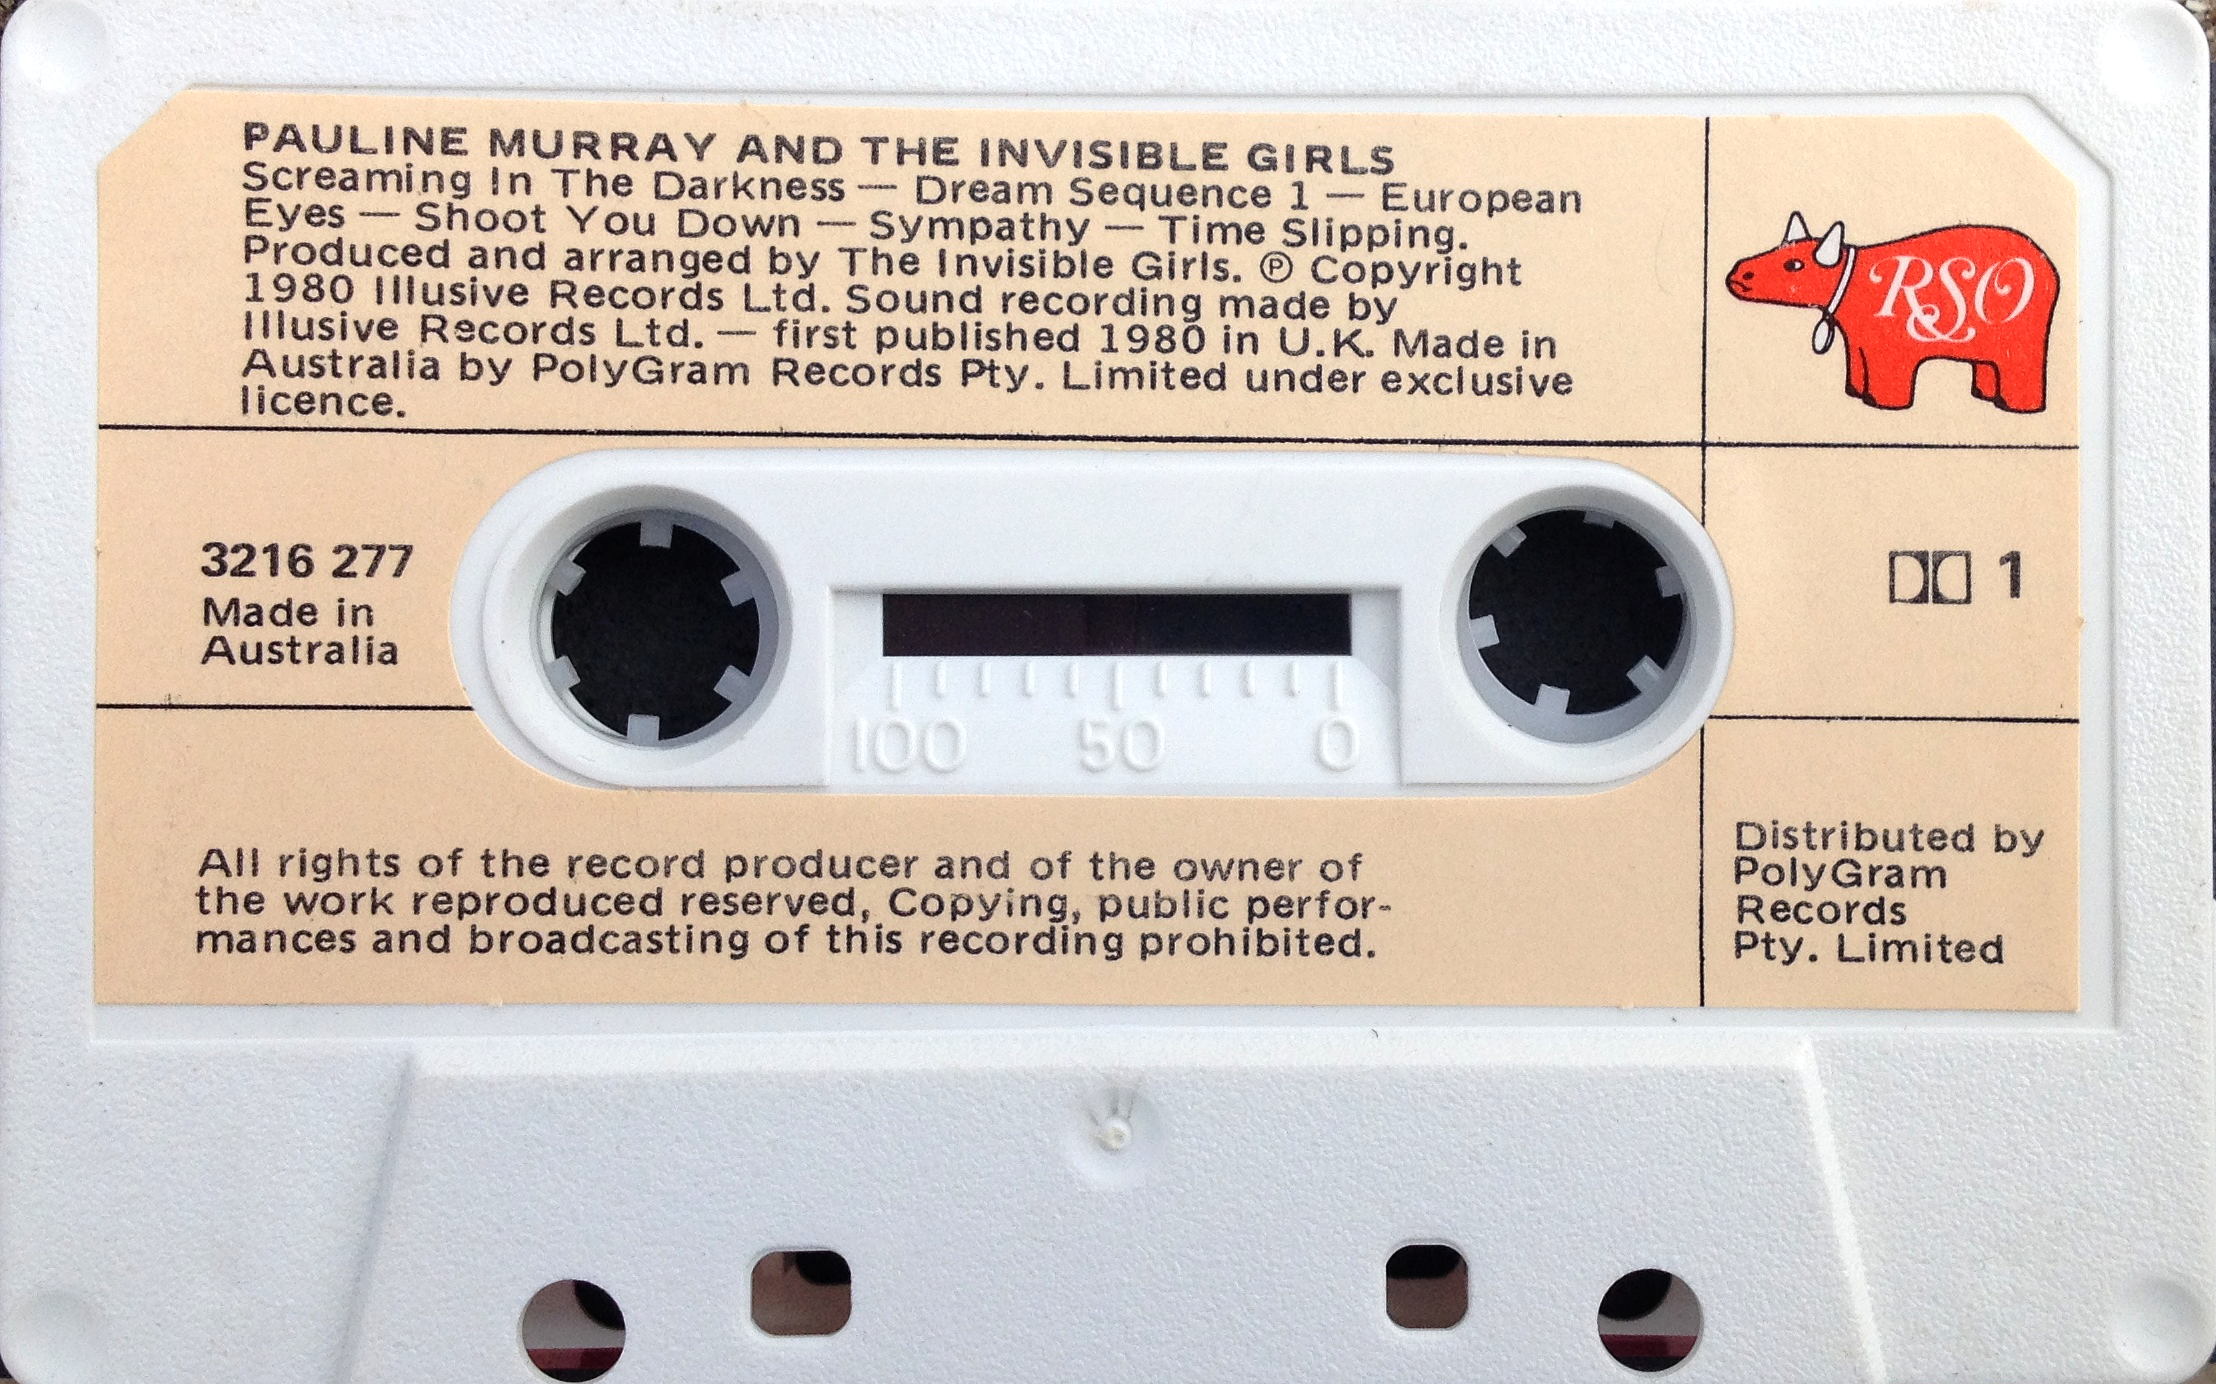 PAULINE MURRAY AND THE INVISIBLE GIRLS
Screaming In The Darkness — Dream Sequence 1 — European
Eyes — Shoot You Down — Sympathy — Time Slipping.
Produced and arranged by The Invisible Girls. ℗ Copyright
1980 Illusive Records Ltd. Sound recording made by
Illusive Records Ltd. — first published 1980 in U.K. Made in
Australia by PolyGram Records Pty. Limited under exclusive
licence.
RSO
3216 277
Made in
Australia
1
100 50 0
All rights of the record producer and of the owner of
the work reproduced reserved, Copying, public perfor-
mances and broadcasting of this recording prohibited.
Distributed by
PolyGram
Records
Pty. Limited